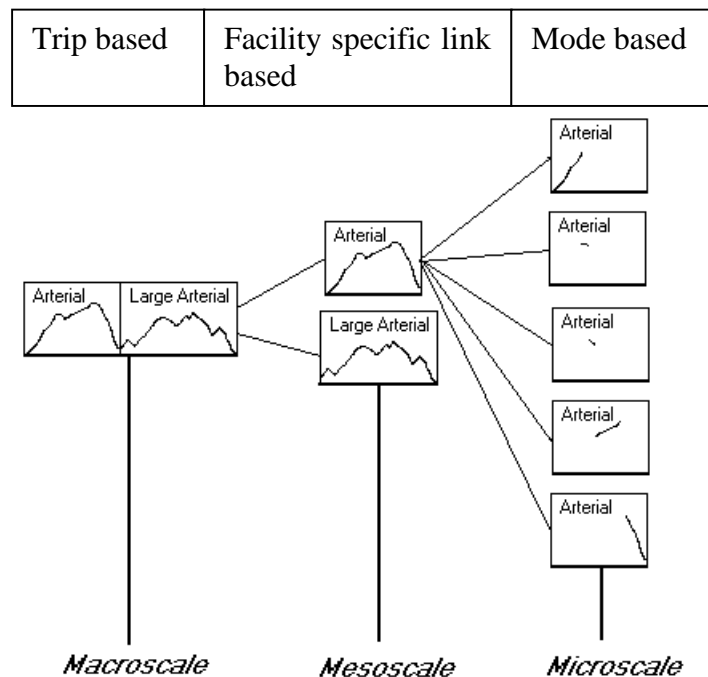 Trip based
Facility specific link
based
Mode based
Arterial
Arterial
Arterial
Arterial
Large Arterial
Arterial
Large Arterial
Arterial
Arterial
Macroscale
Mesoscale
Microscale